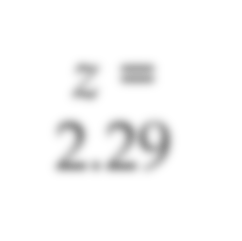 z =
2.29